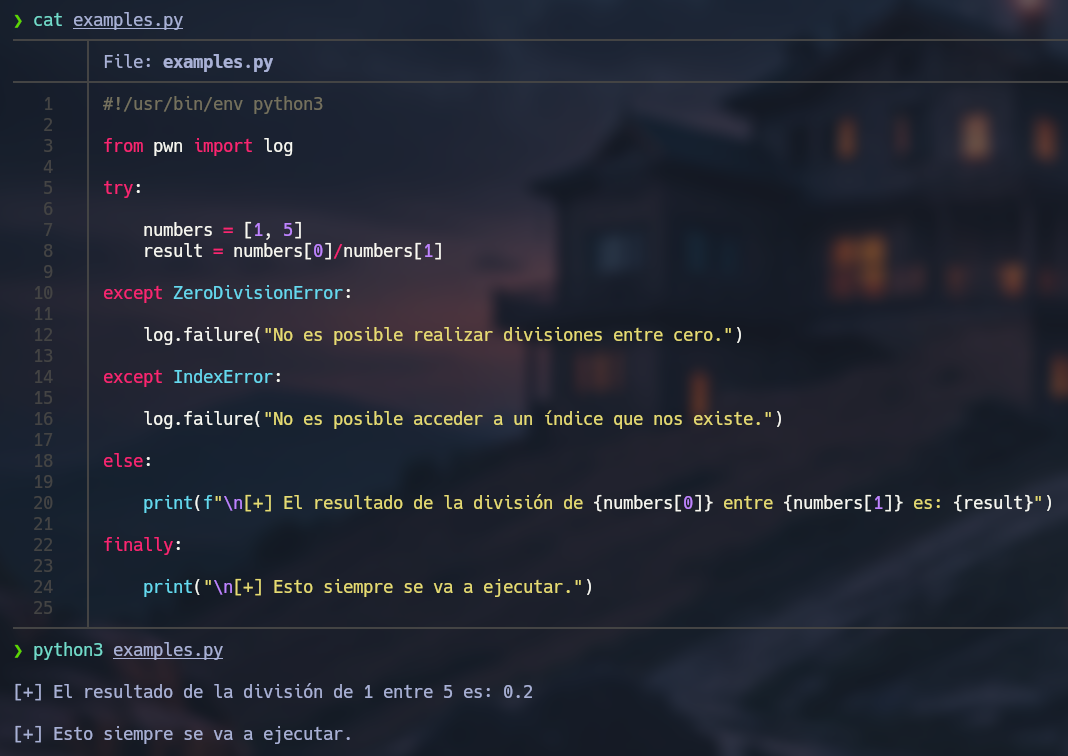 ❯ cat examples.py
File: examples.py
1 #!/usr/bin/env python3
2
3 from pwn import log
4
5 try:
6
7     numbers = [1, 5]
8     result = numbers[0]/numbers[1]
9
10 except ZeroDivisionError:
11
12     log.failure("No es posible realizar divisiones entre cero.")
13
14 except IndexError:
15
16     log.failure("No es posible acceder a un índice que nos existe.")
17
18 else:
19
20     print(f"\n[+] El resultado de la división de {numbers[0]} entre {numbers[1]} es: {result}")
21
22 finally:
23
24     print("\n[+] Esto siempre se va a ejecutar.")
25
❯ python3 examples.py
[+] El resultado de la división de 1 entre 5 es: 0.2
[+] Esto siempre se va a ejecutar.